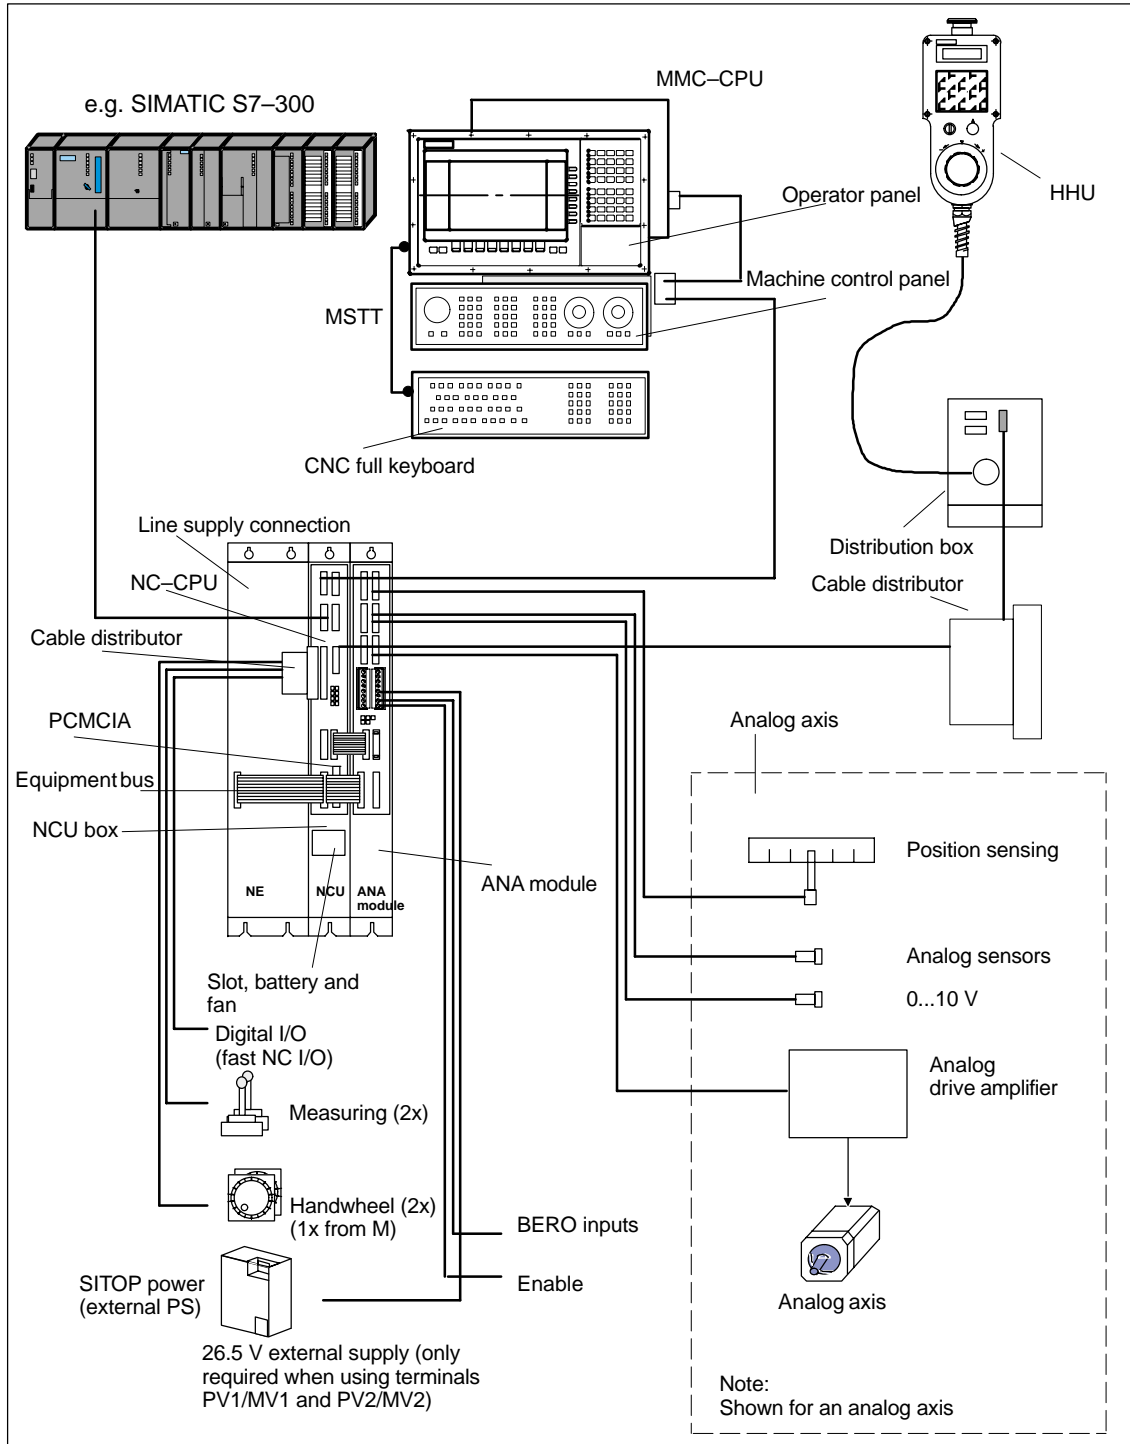 MMC–CPU
e.g. SIMATIC S7–300
Operator panel
HHU
Machine control panel
MSTT
CNC full keyboard
Line supply connection
Distribution box
NC–CPU
Cable distributor
Cable distributor
PCMCIA
Analog axis
Equipment bus
NCU box
Position sensing
ANA module
NE
NCU
ANA
module
Analog sensors
Slot, battery and
fan
0...10 V
Digital I/O
(fast NC I/O)
Analog
drive amplifier
Measuring (2x)
Handwheel (2x)
(1x from M)
BERO inputs
SITOP power
(external PS)
Enable
Analog axis
26.5 V external supply (only
required when using terminals
PV1/MV1 and PV2/MV2)
Note:
Shown for an analog axis